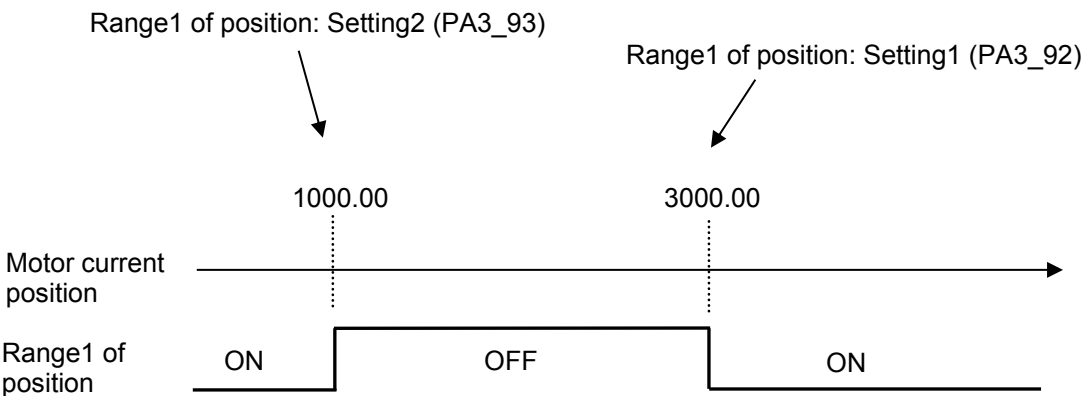 Range1 of position: Setting2 (PA3_93)
Range1 of position: Setting1 (PA3_92)
1000.00
3000.00
Motor current
position
Range1 of
position
ON
OFF
ON